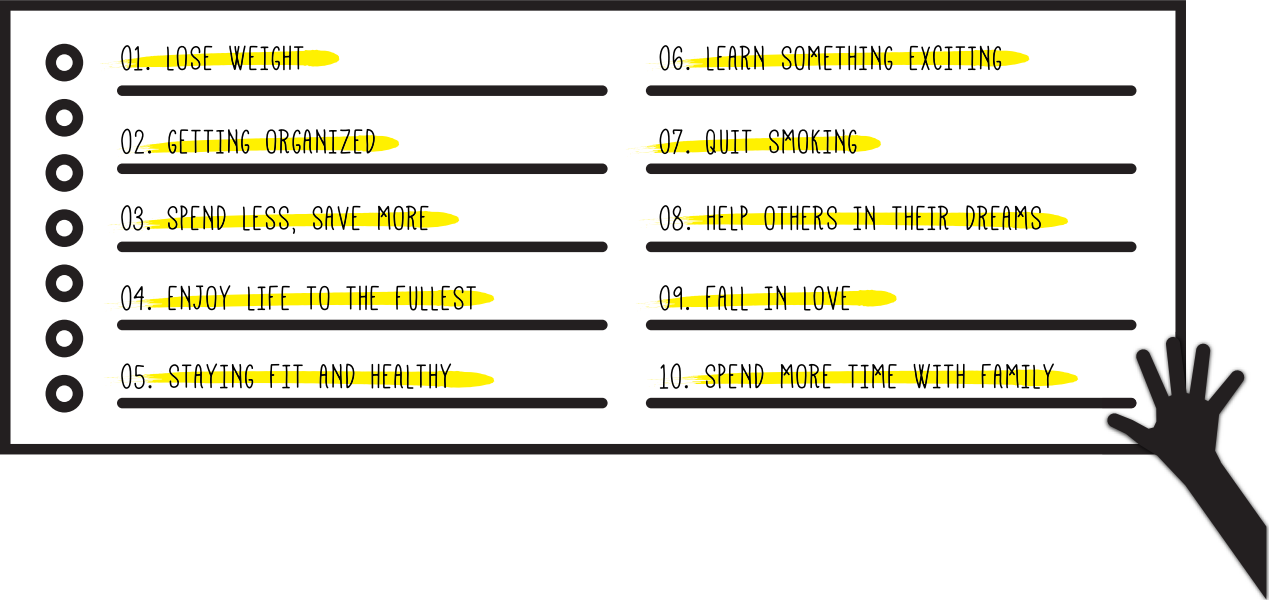 01. LOSE WEIGHT
02. GETTING ORGANIZED
03. SPEND LESS, SAVE MORE
04. ENJOY LIFE TO THE FULLEST
05. STAYING FIT AND HEALTHY
06. LEARN SOMETHING EXCITING
07. QUIT SMOKING
08. HELP OTHERS IN THEIR DREAMS
09. FALL IN LOVE
10. SPEND MORE TIME WITH FAMILY